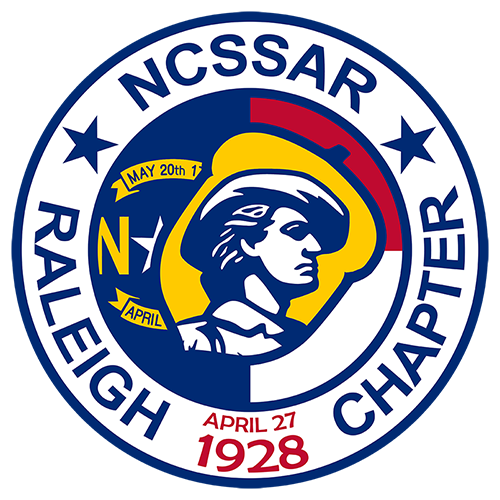 NCSSAR
MAY 20th 1
N
APRIL
RALEIGH
CHAPTER
APRIL 27
1928